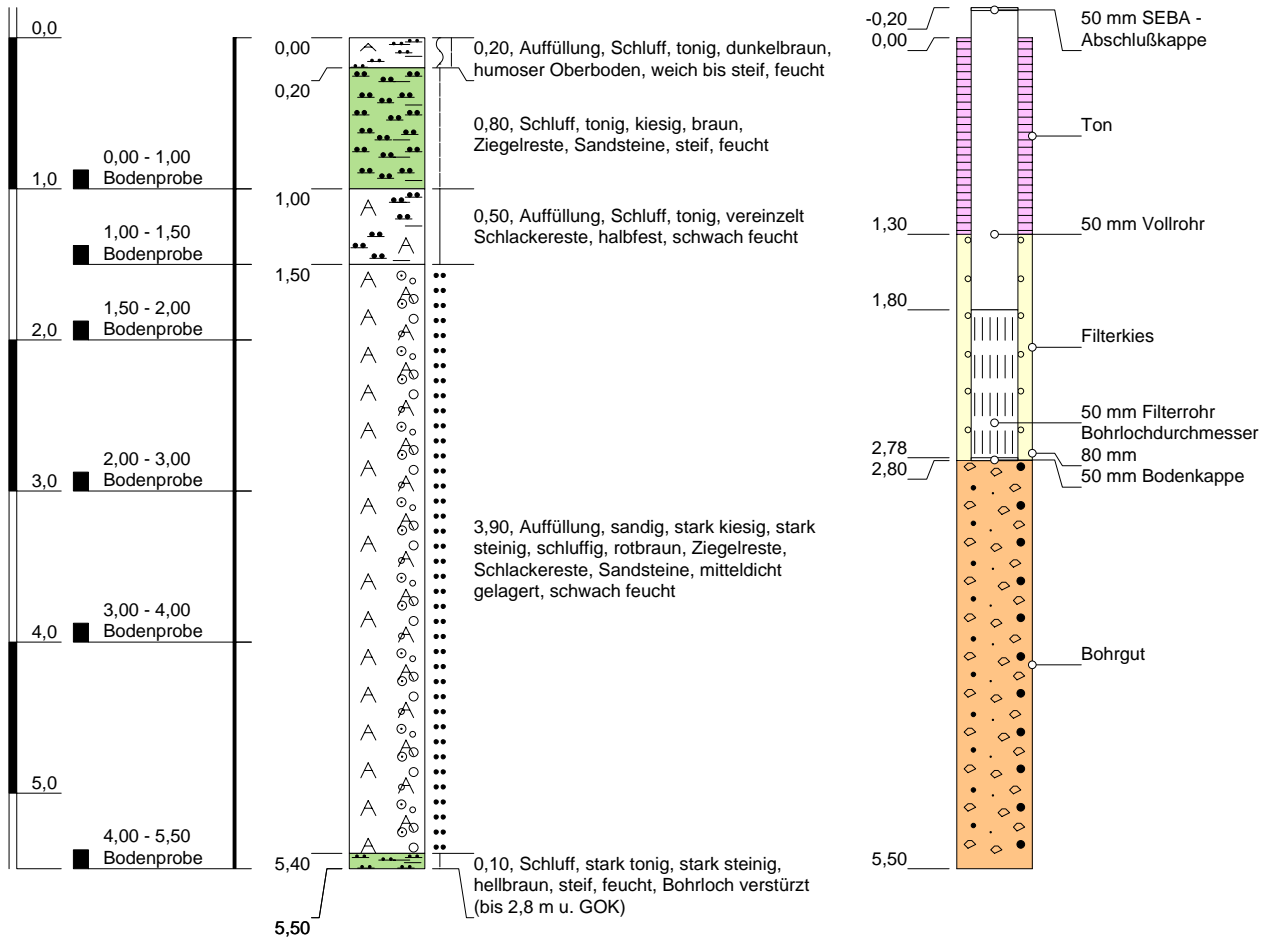 0,0
1,0
2,0
3,0
4,0
5,0
0,00 - 1,00
Bodenprobe
1,00 - 1,50
Bodenprobe
1,50 - 2,00
Bodenprobe
2,00 - 3,00
Bodenprobe
3,00 - 4,00
Bodenprobe
4,00 - 5,50
Bodenprobe
0,00
0,20
1,00
1,50
5,40
5,50
0,20, Auffüllung, Schluff, tonig, dunkelbraun,
humoser Oberboden, weich bis steif, feucht
0,80, Schluff, tonig, kiesig, braun,
Ziegelreste, Sandsteine, steif, feucht
0,50, Auffüllung, Schluff, tonig, vereinzelt
Schlackereste, halbfest, schwach feucht
3,90, Auffüllung, sandig, stark kiesig, stark
steinig, schluffig, rotbraun, Ziegelreste,
Schlackereste, Sandsteine, mitteldicht
gelagert, schwach feucht
0,10, Schluff, stark tonig, stark steinig,
hellbraun, steif, feucht, Bohrloch verstürzt
(bis 2,8 m u. GOK)
-0,20
0,00
1,30
1,80
2,78
2,80
5,50
50 mm SEBA -
Abschlußkappe
Ton
50 mm Vollrohr
Filterkies
50 mm Filterrohr
Bohrlochdurchmesser
80 mm
50 mm Bodenkappe
Bohrgut